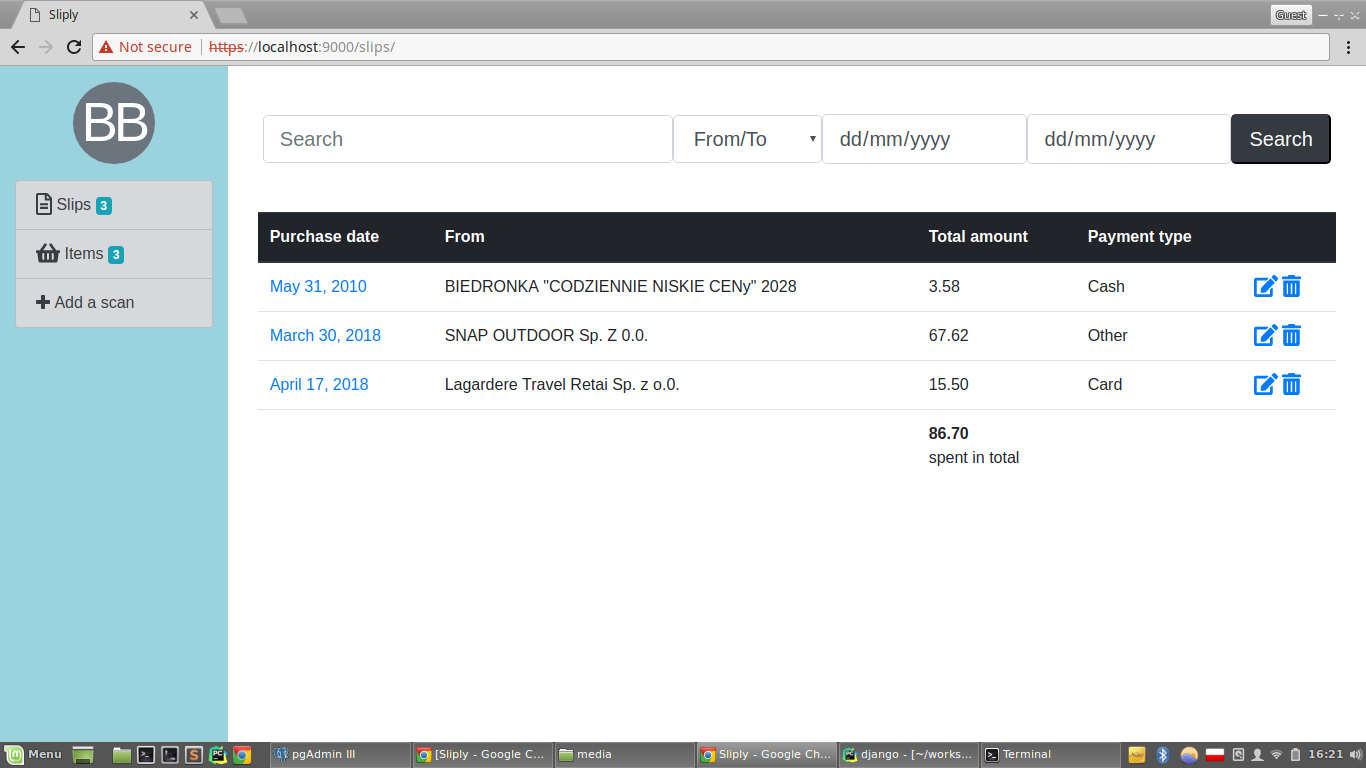 Sliply
Guest
Not secure https://localhost:9000/slips/
BB
Search From/To dd/mm/yyyy dd/mm/yyyy Search
Slips 3
Items 3
Add a scan
Purchase date From Total amount Payment type
May 31, 2010 BIEDRONKA "CODZIENNIE NISKIE CENy" 2028 3.58 Cash
March 30, 2018 SNAP OUTDOOR Sp. Z 0.0. 67.62 Other
April 17, 2018 Lagardere Travel Retai Sp. z o.0. 15.50 Card
86.70
spent in total
Menu pgAdmin III [Sliply - Google C... media Sliply - Google Ch... django - [~/works... Terminal 16:21